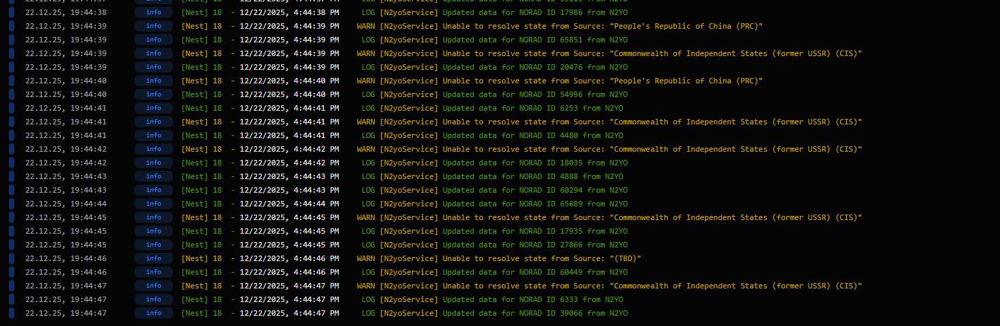 22.12.25, 19:44:38 info [Nest] 18 - 12/22/2025, 4:44:38 PM LOG [N2yoService] Updated data for NORAD ID 17986 from N2YO
22.12.25, 19:44:39 info [Nest] 18 - 12/22/2025, 4:44:39 PM WARN [N2yoService] Unable to resolve state from Source: "People's Republic of China (PRC)"
22.12.25, 19:44:39 info [Nest] 18 - 12/22/2025, 4:44:39 PM LOG [N2yoService] Updated data for NORAD ID 65851 from N2YO
22.12.25, 19:44:39 info [Nest] 18 - 12/22/2025, 4:44:39 PM WARN [N2yoService] Unable to resolve state from Source: "Commonwealth of Independent States (former USSR) (CIS)"
22.12.25, 19:44:39 info [Nest] 18 - 12/22/2025, 4:44:39 PM LOG [N2yoService] Updated data for NORAD ID 20476 from N2YO
22.12.25, 19:44:40 info [Nest] 18 - 12/22/2025, 4:44:40 PM WARN [N2yoService] Unable to resolve state from Source: "People's Republic of China (PRC)"
22.12.25, 19:44:40 info [Nest] 18 - 12/22/2025, 4:44:40 PM LOG [N2yoService] Updated data for NORAD ID 54996 from N2YO
22.12.25, 19:44:41 info [Nest] 18 - 12/22/2025, 4:44:41 PM LOG [N2yoService] Updated data for NORAD ID 6253 from N2YO
22.12.25, 19:44:41 info [Nest] 18 - 12/22/2025, 4:44:41 PM WARN [N2yoService] Unable to resolve state from Source: "Commonwealth of Independent States (former USSR) (CIS)"
22.12.25, 19:44:41 info [Nest] 18 - 12/22/2025, 4:44:41 PM LOG [N2yoService] Updated data for NORAD ID 4480 from N2YO
22.12.25, 19:44:42 info [Nest] 18 - 12/22/2025, 4:44:42 PM WARN [N2yoService] Unable to resolve state from Source: "Commonwealth of Independent States (former USSR) (CIS)"
22.12.25, 19:44:42 info [Nest] 18 - 12/22/2025, 4:44:42 PM LOG [N2yoService] Updated data for NORAD ID 18035 from N2YO
22.12.25, 19:44:43 info [Nest] 18 - 12/22/2025, 4:44:43 PM LOG [N2yoService] Updated data for NORAD ID 4888 from N2YO
22.12.25, 19:44:43 info [Nest] 18 - 12/22/2025, 4:44:43 PM LOG [N2yoService] Updated data for NORAD ID 60294 from N2YO
22.12.25, 19:44:44 info [Nest] 18 - 12/22/2025, 4:44:44 PM LOG [N2yoService] Updated data for NORAD ID 65689 from N2YO
22.12.25, 19:44:45 info [Nest] 18 - 12/22/2025, 4:44:45 PM WARN [N2yoService] Unable to resolve state from Source: "Commonwealth of Independent States (former USSR) (CIS)"
22.12.25, 19:44:45 info [Nest] 18 - 12/22/2025, 4:44:45 PM LOG [N2yoService] Updated data for NORAD ID 17935 from N2YO
22.12.25, 19:44:45 info [Nest] 18 - 12/22/2025, 4:44:45 PM LOG [N2yoService] Updated data for NORAD ID 27866 from N2YO
22.12.25, 19:44:46 info [Nest] 18 - 12/22/2025, 4:44:46 PM WARN [N2yoService] Unable to resolve state from Source: "(TBD)"
22.12.25, 19:44:46 info [Nest] 18 - 12/22/2025, 4:44:46 PM LOG [N2yoService] Updated data for NORAD ID 60449 from N2YO
22.12.25, 19:44:47 info [Nest] 18 - 12/22/2025, 4:44:47 PM WARN [N2yoService] Unable to resolve state from Source: "Commonwealth of Independent States (former USSR) (CIS)"
22.12.25, 19:44:47 info [Nest] 18 - 12/22/2025, 4:44:47 PM LOG [N2yoService] Updated data for NORAD ID 6333 from N2YO
22.12.25, 19:44:47 info [Nest] 18 - 12/22/2025, 4:44:47 PM LOG [N2yoService] Updated data for NORAD ID 39066 from N2YO